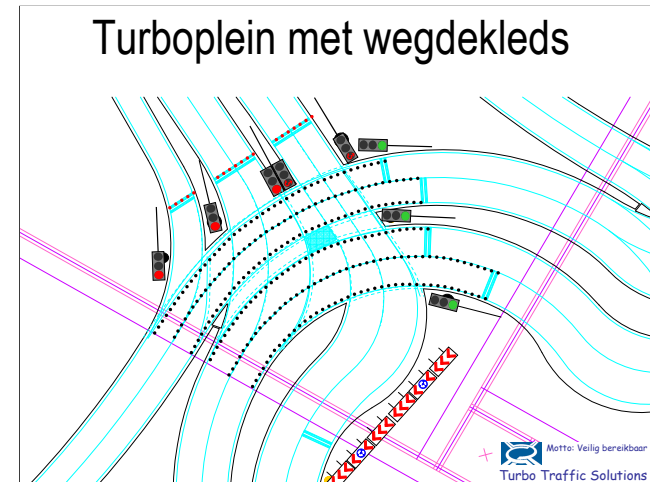 Turboplein met wegdekleds
Motto: Veilig bereikbaar
Turbo Traffic Solutions